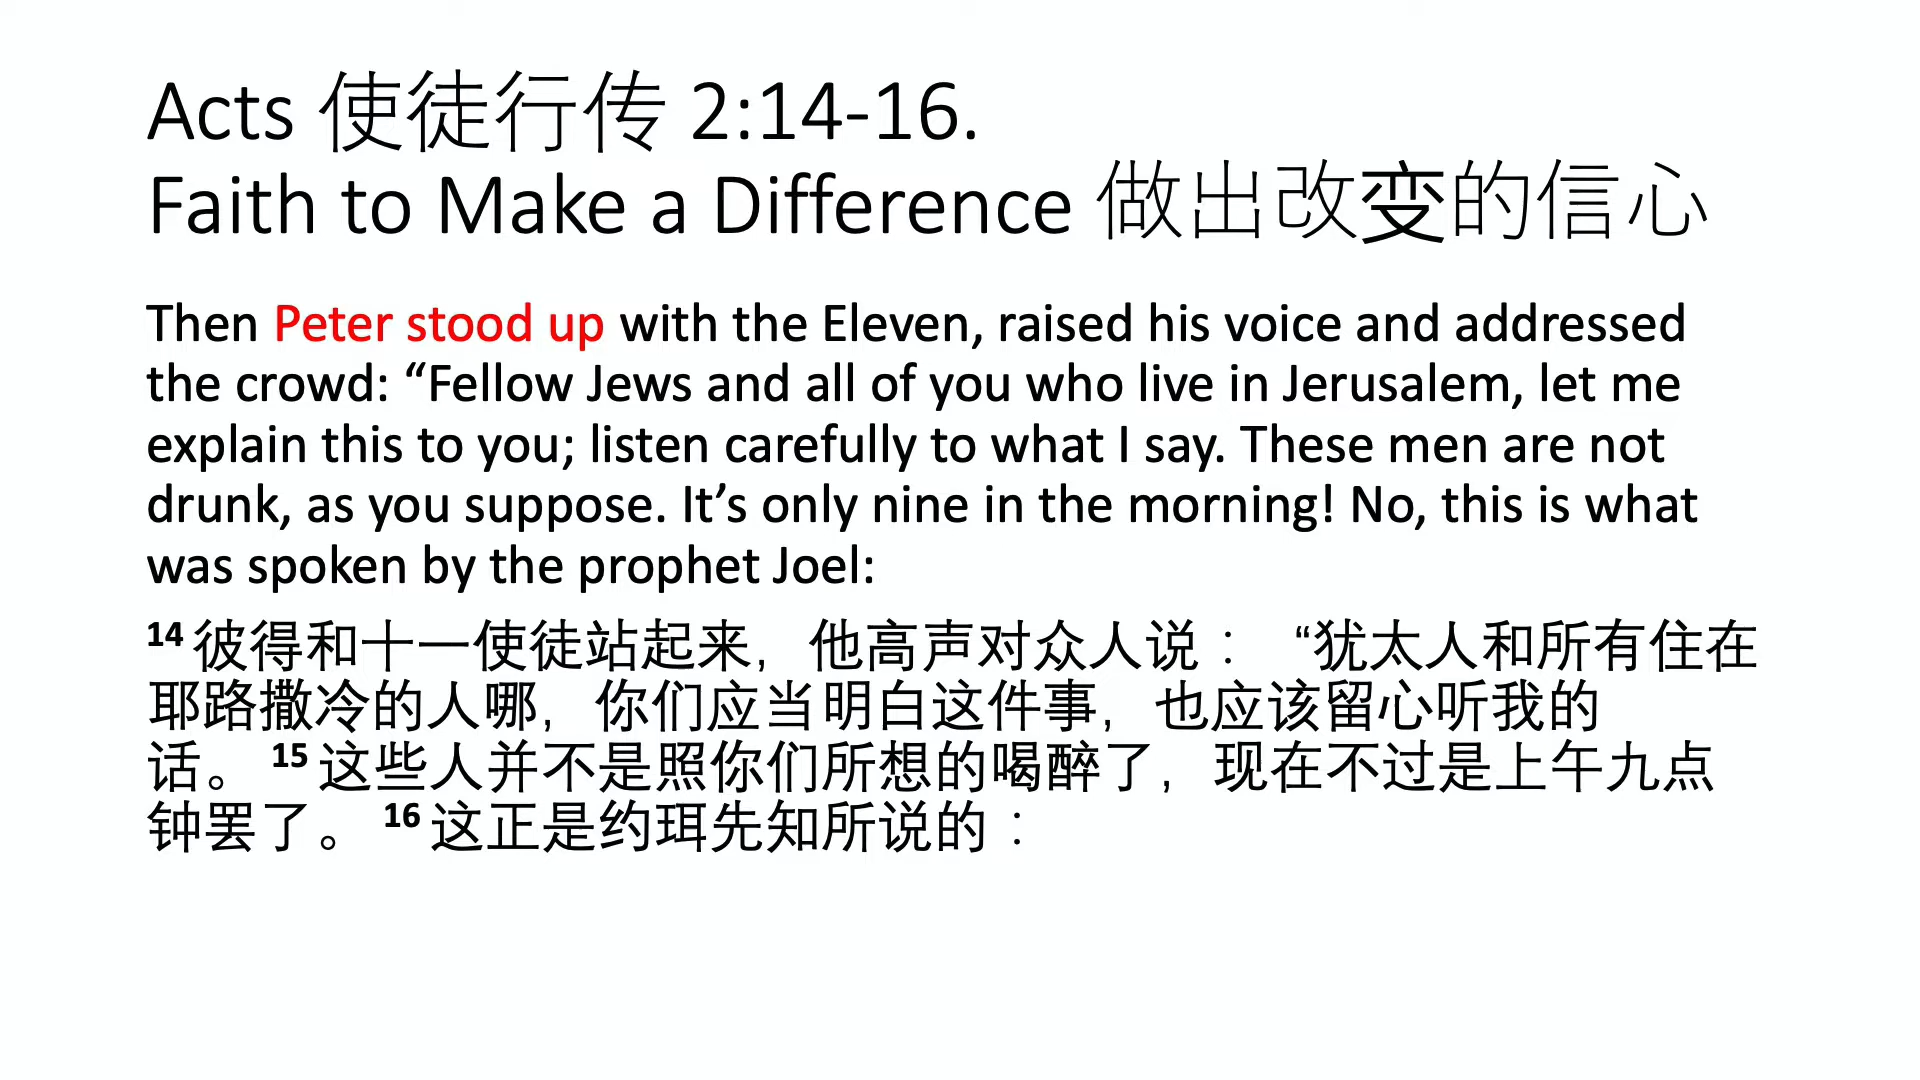 Acts 使徒行传 2:14-16.
Faith to Make a Difference 做出改变的信心
Then Peter stood up with the Eleven, raised his voice and addressed
the crowd: “Fellow Jews and all of you who live in Jerusalem, let me
explain this to you; listen carefully to what I say. These men are not
drunk, as you suppose. It’s only nine in the morning! No, this is what
was spoken by the prophet Joel:
14 彼得和十一使徒站起来，他高声对众人说：“犹太人和所有住在
耶路撒冷的人哪，你们应当明白这件事，也应该留心听我的
话。 15 这些人并不是照你们所想的喝醉了，现在不过是上午九点
钟罢了。 16 这正是约珥先知所说的：